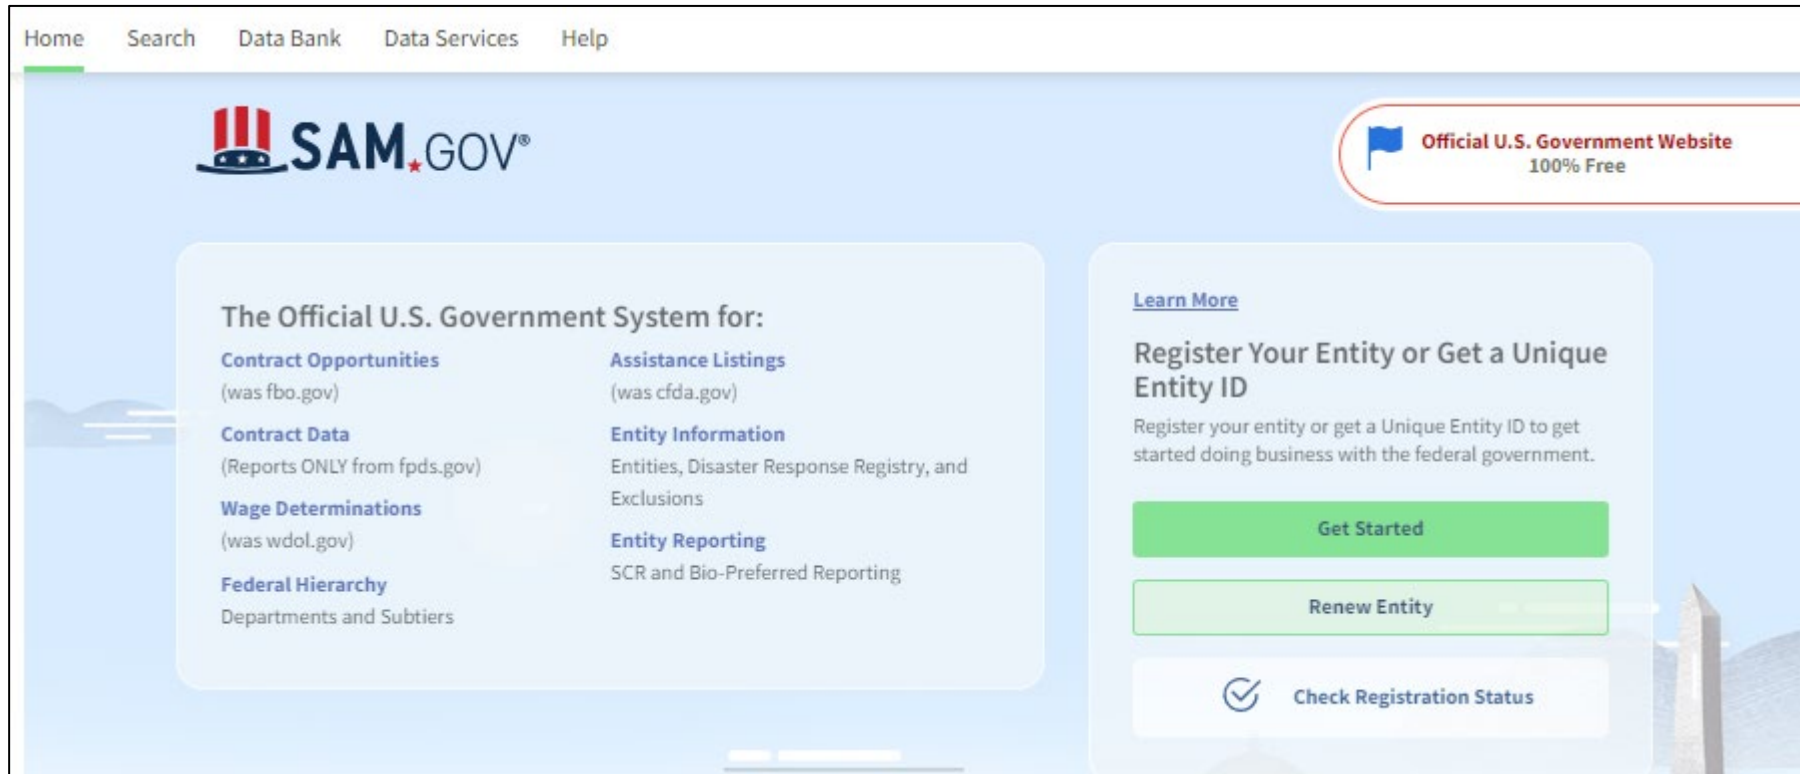 Home Search Data Bank Data Services Help
SAM.GOV®
Official U.S. Government Website
100% Free
The Official U.S. Government System for:
Contract Opportunities
(was fbo.gov)
Contract Data
(Reports ONLY from fpds.gov)
Wage Determinations
(was wdol.gov)
Federal Hierarchy
Departments and Subtiers
Assistance Listings
(was cfda.gov)
Entity Information
Entities, Disaster Response Registry, and
Exclusions
Entity Reporting
SCR and Bio-Preferred Reporting
Learn More
Register Your Entity or Get a Unique
Entity ID
Register your entity or get a Unique Entity ID to get
started doing business with the federal government.
Get Started
Renew Entity
Check Registration Status